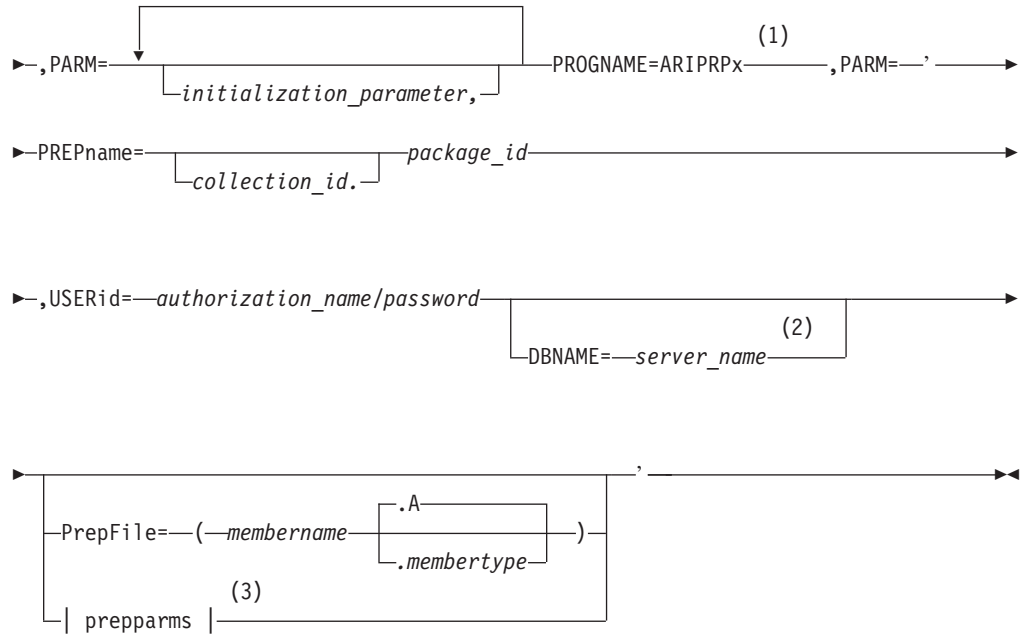 (1)
,PARM= PROGNAME=ARIPRPx ,PARM= ’
initialization_parameter,
PREPname= package_id
collection_id.
,USERid= authorization_name/password
(2)
DBNAME= server_name
’
.A
PrepFile= ( membername )
.membertype
(3)
prepparms